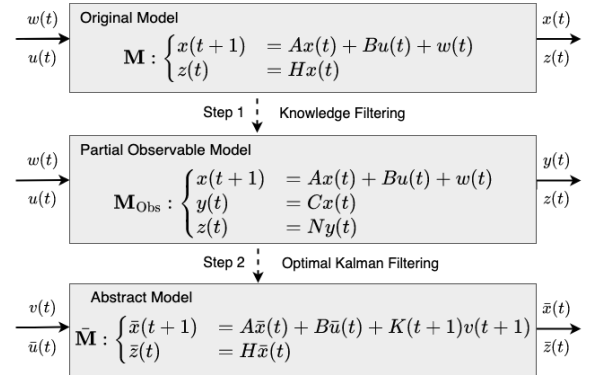 Original Model
w(t)
u(t)
M : { x(t + 1) = Ax(t) + Bu(t) + w(t)
z(t) = Hx(t)
x(t)
z(t)
Step 1 Knowledge Filtering
Partial Observable Model
w(t)
u(t)
M_Obs : { x(t + 1) = Ax(t) + Bu(t) + w(t)
y(t) = Cx(t)
z(t) = Ny(t)
y(t)
z(t)
Step 2 Optimal Kalman Filtering
Abstract Model
v(t)
ū(t)
M̄ : { x̄(t + 1) = Ax̄(t) + Bū(t) + K(t + 1)v(t + 1)
z̄(t) = Hx̄(t)
x̄(t)
z̄(t)